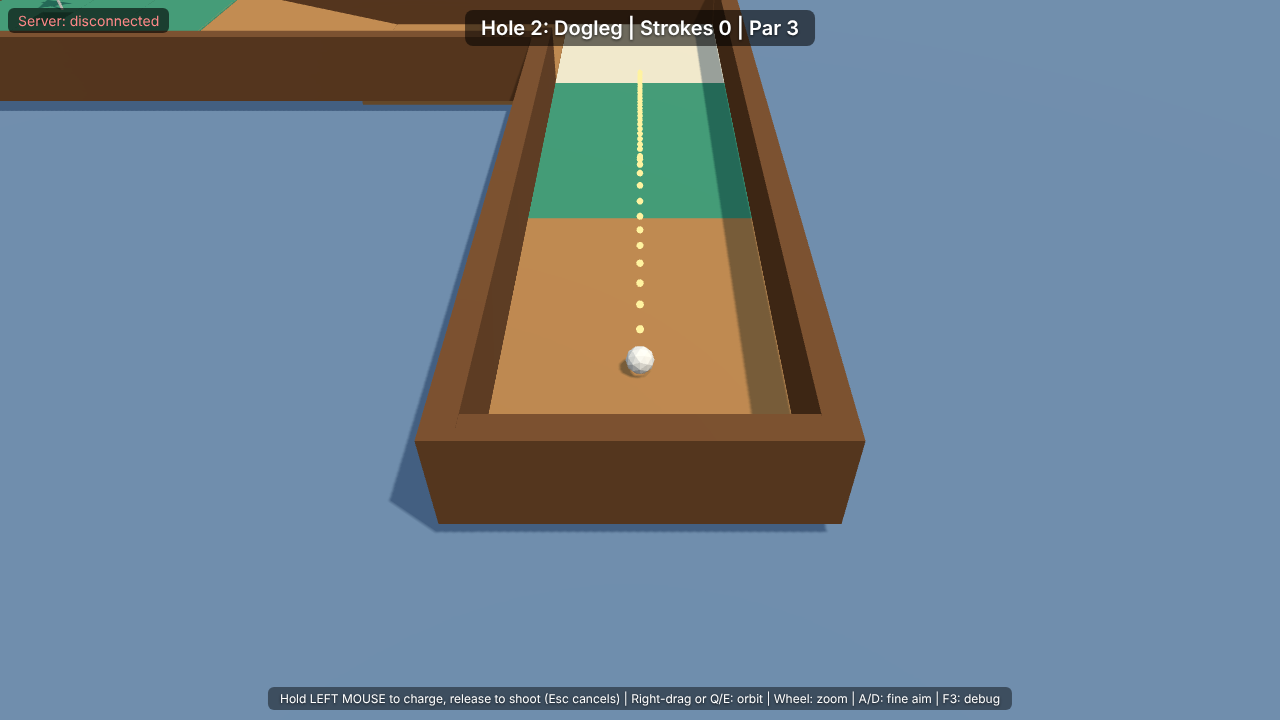 Server: disconnected
Hole 2: Dogleg | Strokes 0 | Par 3
Hold LEFT MOUSE to charge, release to shoot (Esc cancels) | Right-drag or Q/E: orbit | Wheel: zoom | A/D: fine aim | F3: debug